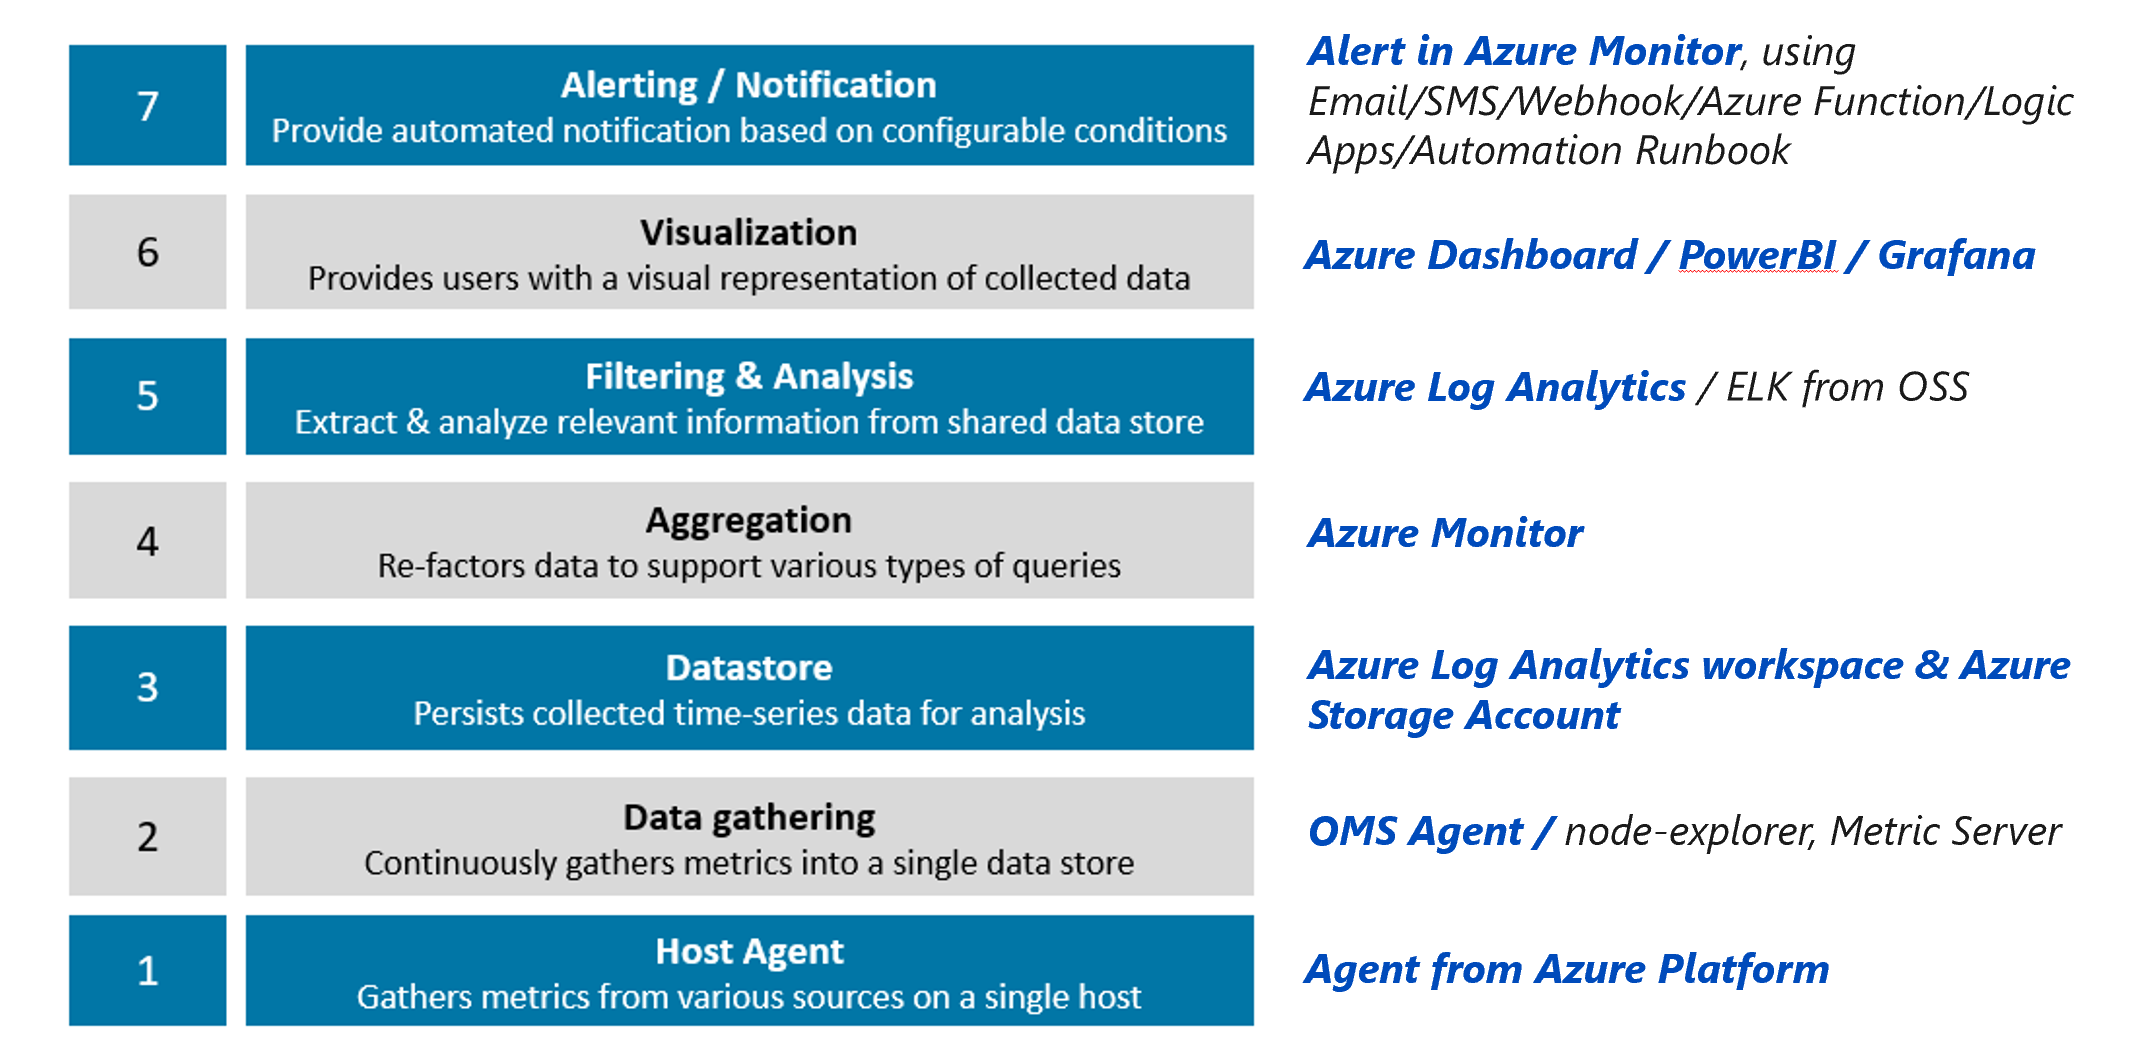 7
Alerting / Notification
Provide automated notification based on configurable conditions
Alert in Azure Monitor, using
Email/SMS/Webhook/Azure Function/Logic
Apps/Automation Runbook
6
Visualization
Provides users with a visual representation of collected data
Azure Dashboard / PowerBI / Grafana
5
Filtering & Analysis
Extract & analyze relevant information from shared data store
Azure Log Analytics / ELK from OSS
4
Aggregation
Re-factors data to support various types of queries
Azure Monitor
3
Datastore
Persists collected time-series data for analysis
Azure Log Analytics workspace & Azure
Storage Account
2
Data gathering
Continuously gathers metrics into a single data store
OMS Agent / node-explorer, Metric Server
1
Host Agent
Gathers metrics from various sources on a single host
Agent from Azure Platform